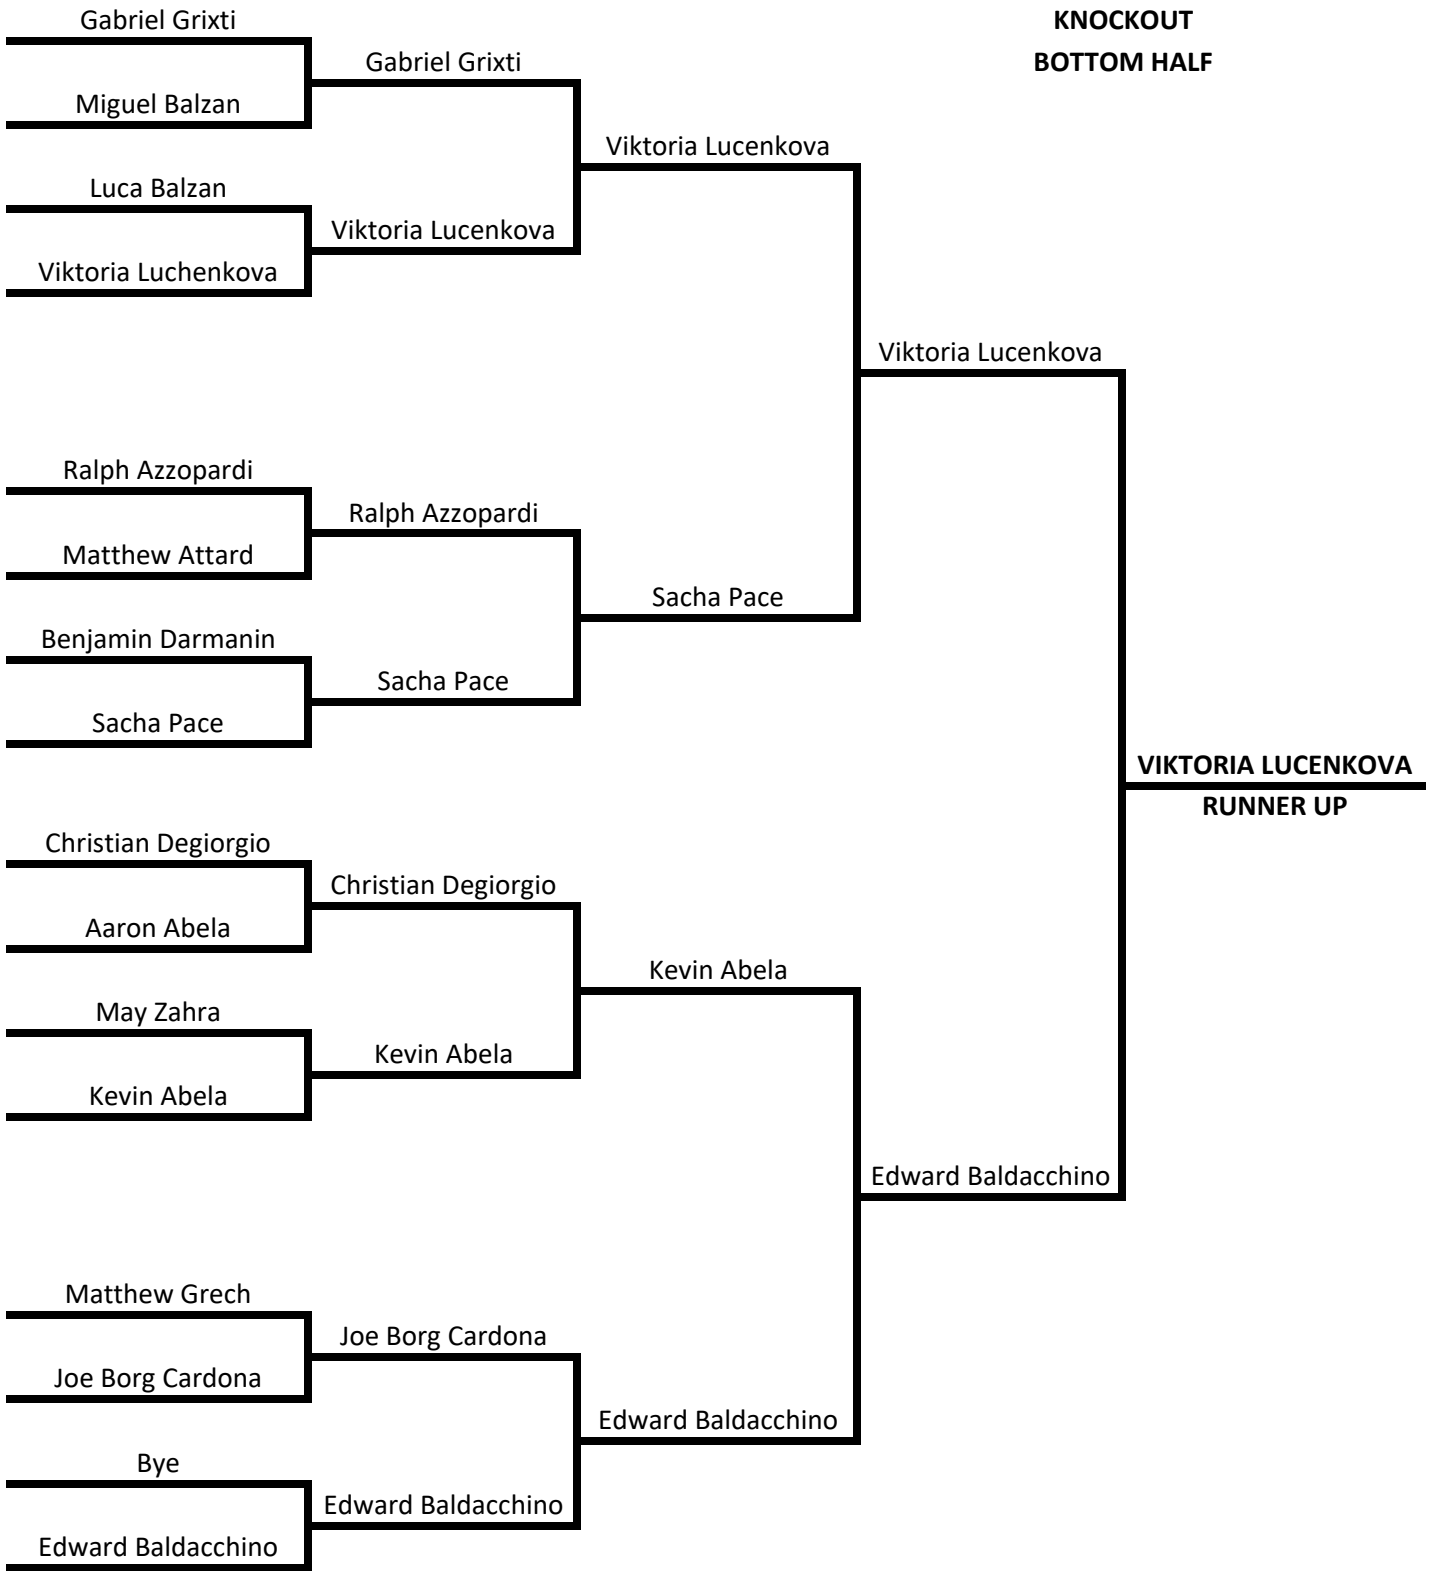 Gabriel Grixti
KNOCKOUT
Gabriel Grixti
BOTTOM HALF
Miguel Balzan
Viktoria Lucenkova
Luca Balzan
Viktoria Lucenkova
Viktoria Luchenkova
Viktoria Lucenkova
Ralph Azzopardi
Ralph Azzopardi
Matthew Attard
Sacha Pace
Benjamin Darmanin
Sacha Pace
Sacha Pace
VIKTORIA LUCENKOVA
RUNNER UP
Christian Degiorgio
Christian Degiorgio
Aaron Abela
Kevin Abela
May Zahra
Kevin Abela
Kevin Abela
Edward Baldacchino
Matthew Grech
Joe Borg Cardona
Joe Borg Cardona
Edward Baldacchino
Bye
Edward Baldacchino
Edward Baldacchino